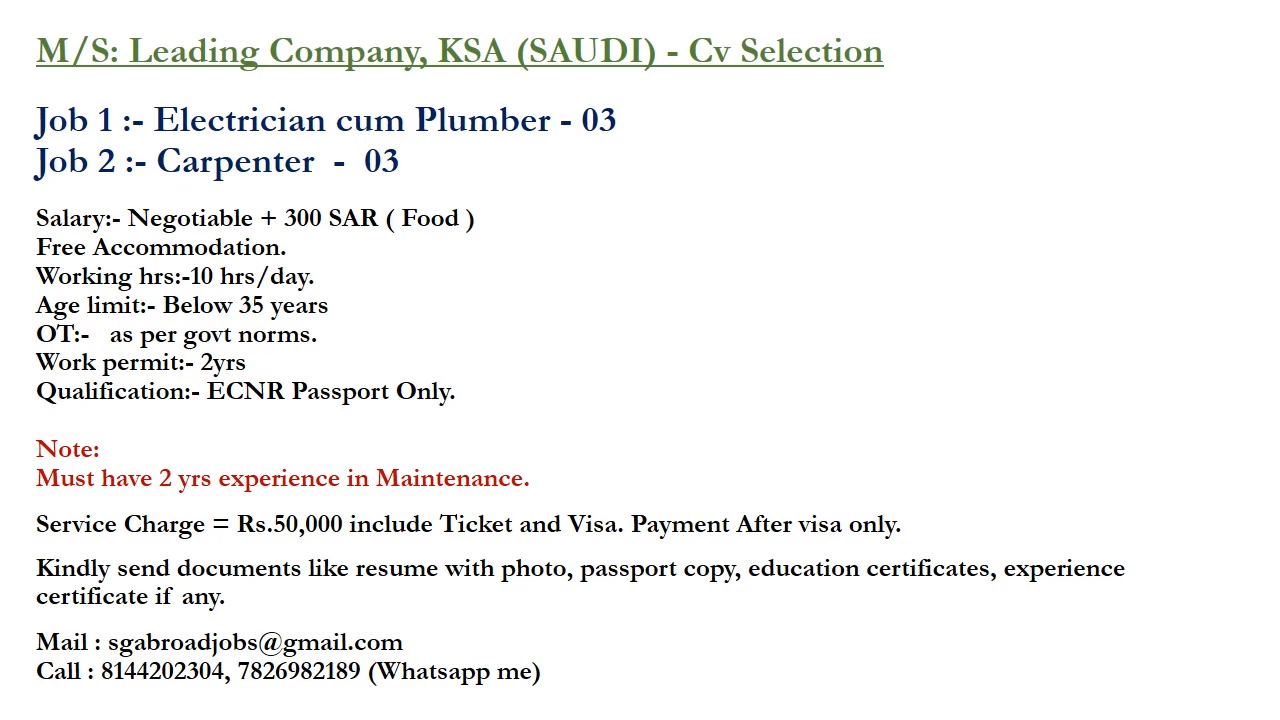 M/S: Leading Company, KSA (SAUDI) - Cv Selection
Job 1 :- Electrician cum Plumber - 03
Job 2 :- Carpenter - 03
Salary:- Negotiable + 300 SAR ( Food )
Free Accommodation.
Working hrs:-10 hrs/day.
Age limit:- Below 35 years
OT:- as per govt norms.
Work permit:- 2yrs
Qualification:- ECNR Passport Only.
Note:
Must have 2 yrs experience in Maintenance.
Service Charge = Rs.50,000 include Ticket and Visa. Payment After visa only.
Kindly send documents like resume with photo, passport copy, education certificates, experience
certificate if any.
Mail : sgabroadjobs@gmail.com
Call : 8144202304, 7826982189 (Whatsapp me)